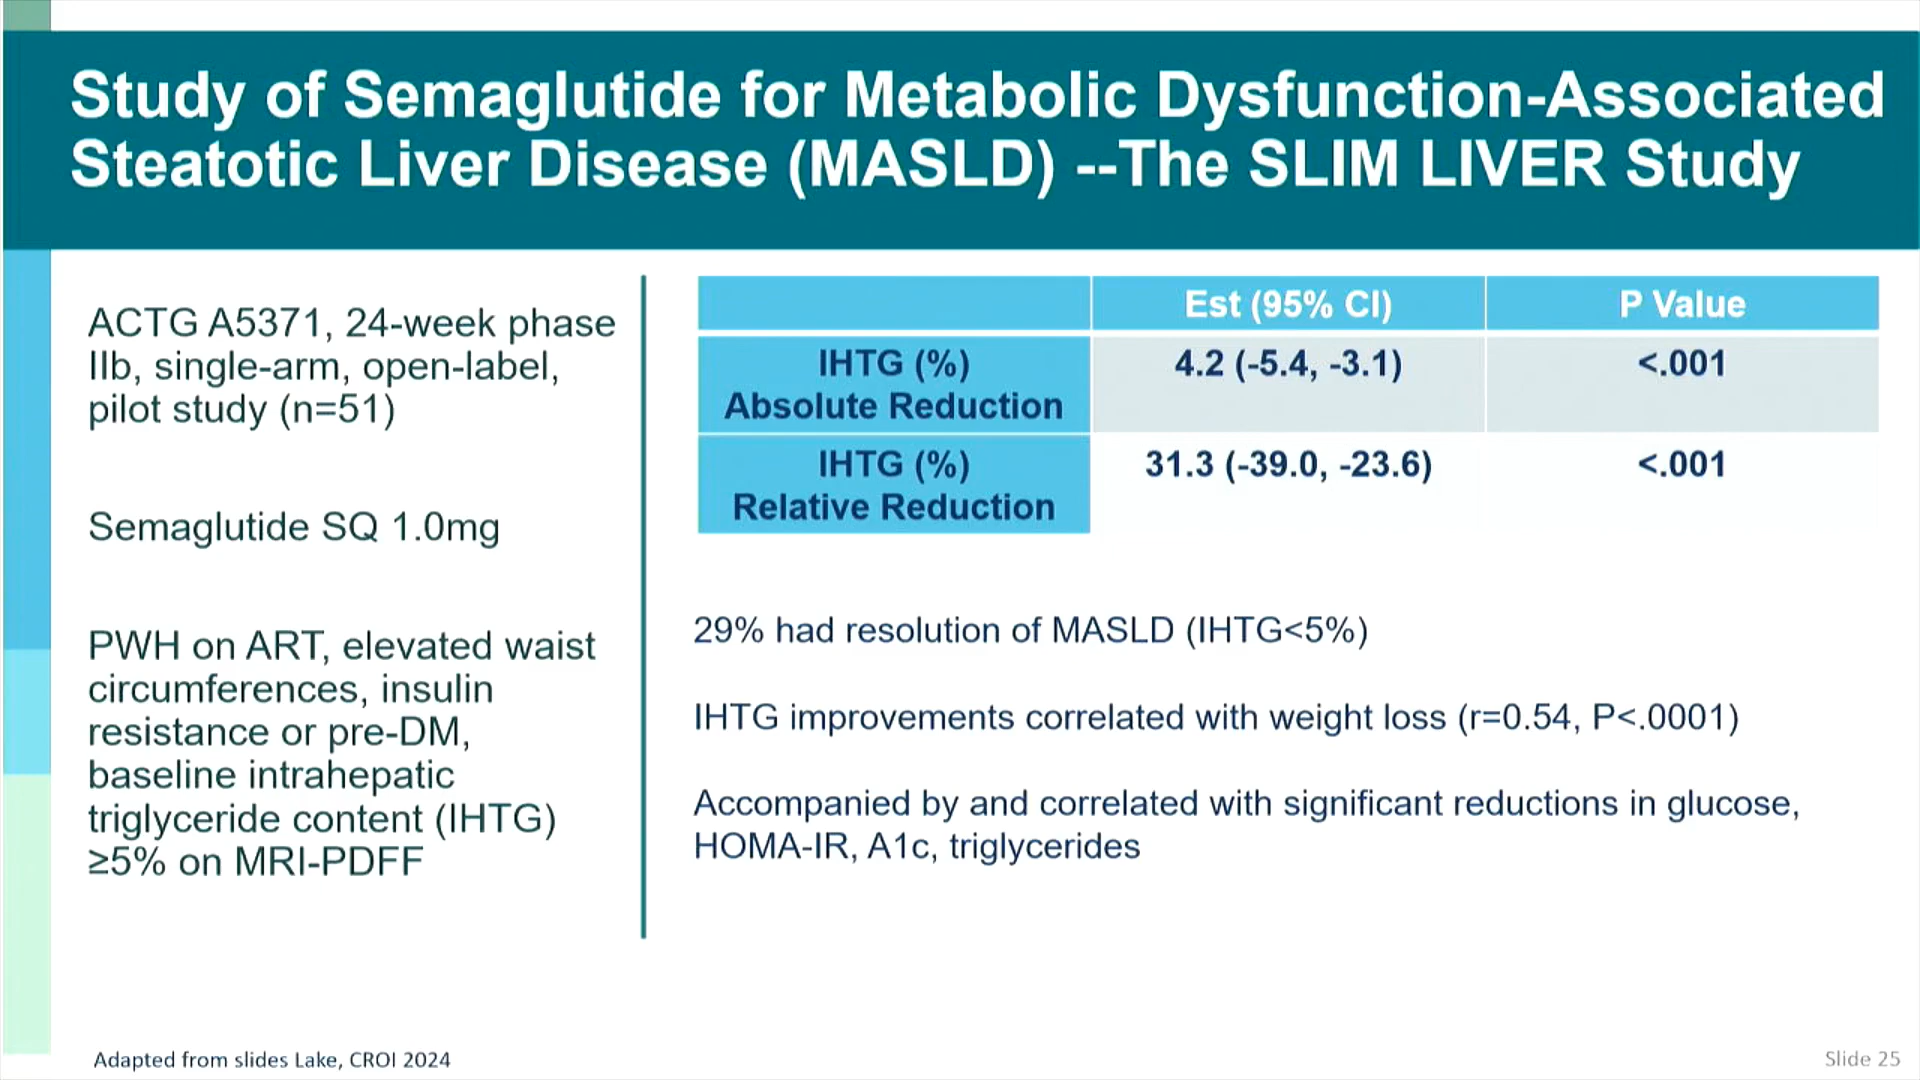 Study of Semaglutide for Metabolic Dysfunction-Associated
Steatotic Liver Disease (MASLD) --The SLIM LIVER Study
ACTG A5371, 24-week phase
IIb, single-arm, open-label,
pilot study (n=51)
Semaglutide SQ 1.0mg
PWH on ART, elevated waist
circumferences, insulin
resistance or pre-DM,
baseline intrahepatic
triglyceride content (IHTG)
≥5% on MRI-PDFF
Est (95% CI) P Value
IHTG (%) 4.2 (-5.4, -3.1) <.001
Absolute Reduction
IHTG (%) 31.3 (-39.0, -23.6) <.001
Relative Reduction
29% had resolution of MASLD (IHTG<5%)
IHTG improvements correlated with weight loss (r=0.54, P<.0001)
Accompanied by and correlated with significant reductions in glucose,
HOMA-IR, A1c, triglycerides
Adapted from slides Lake, CROI 2024
Slide 25